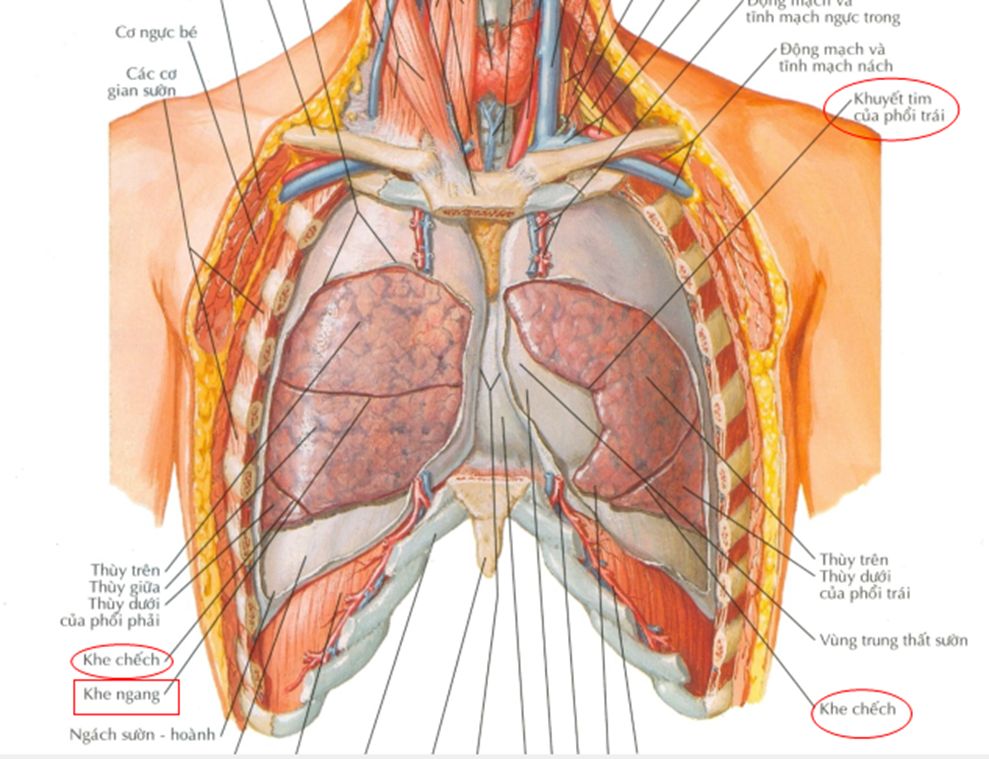 Động mạch và
tĩnh mạch ngực trong
Cơ ngực bé
Động mạch và
tĩnh mạch nách
Các cơ
gian sườn
Khuyết tim
của phổi trái
Thùy trên
Thùy giữa
Thùy dưới
của phổi phải
Khe chếch
Khe ngang
Ngách sườn - hoành
Thùy trên
Thùy dưới
của phổi trái
Vùng trung thất sườn
Khe chếch